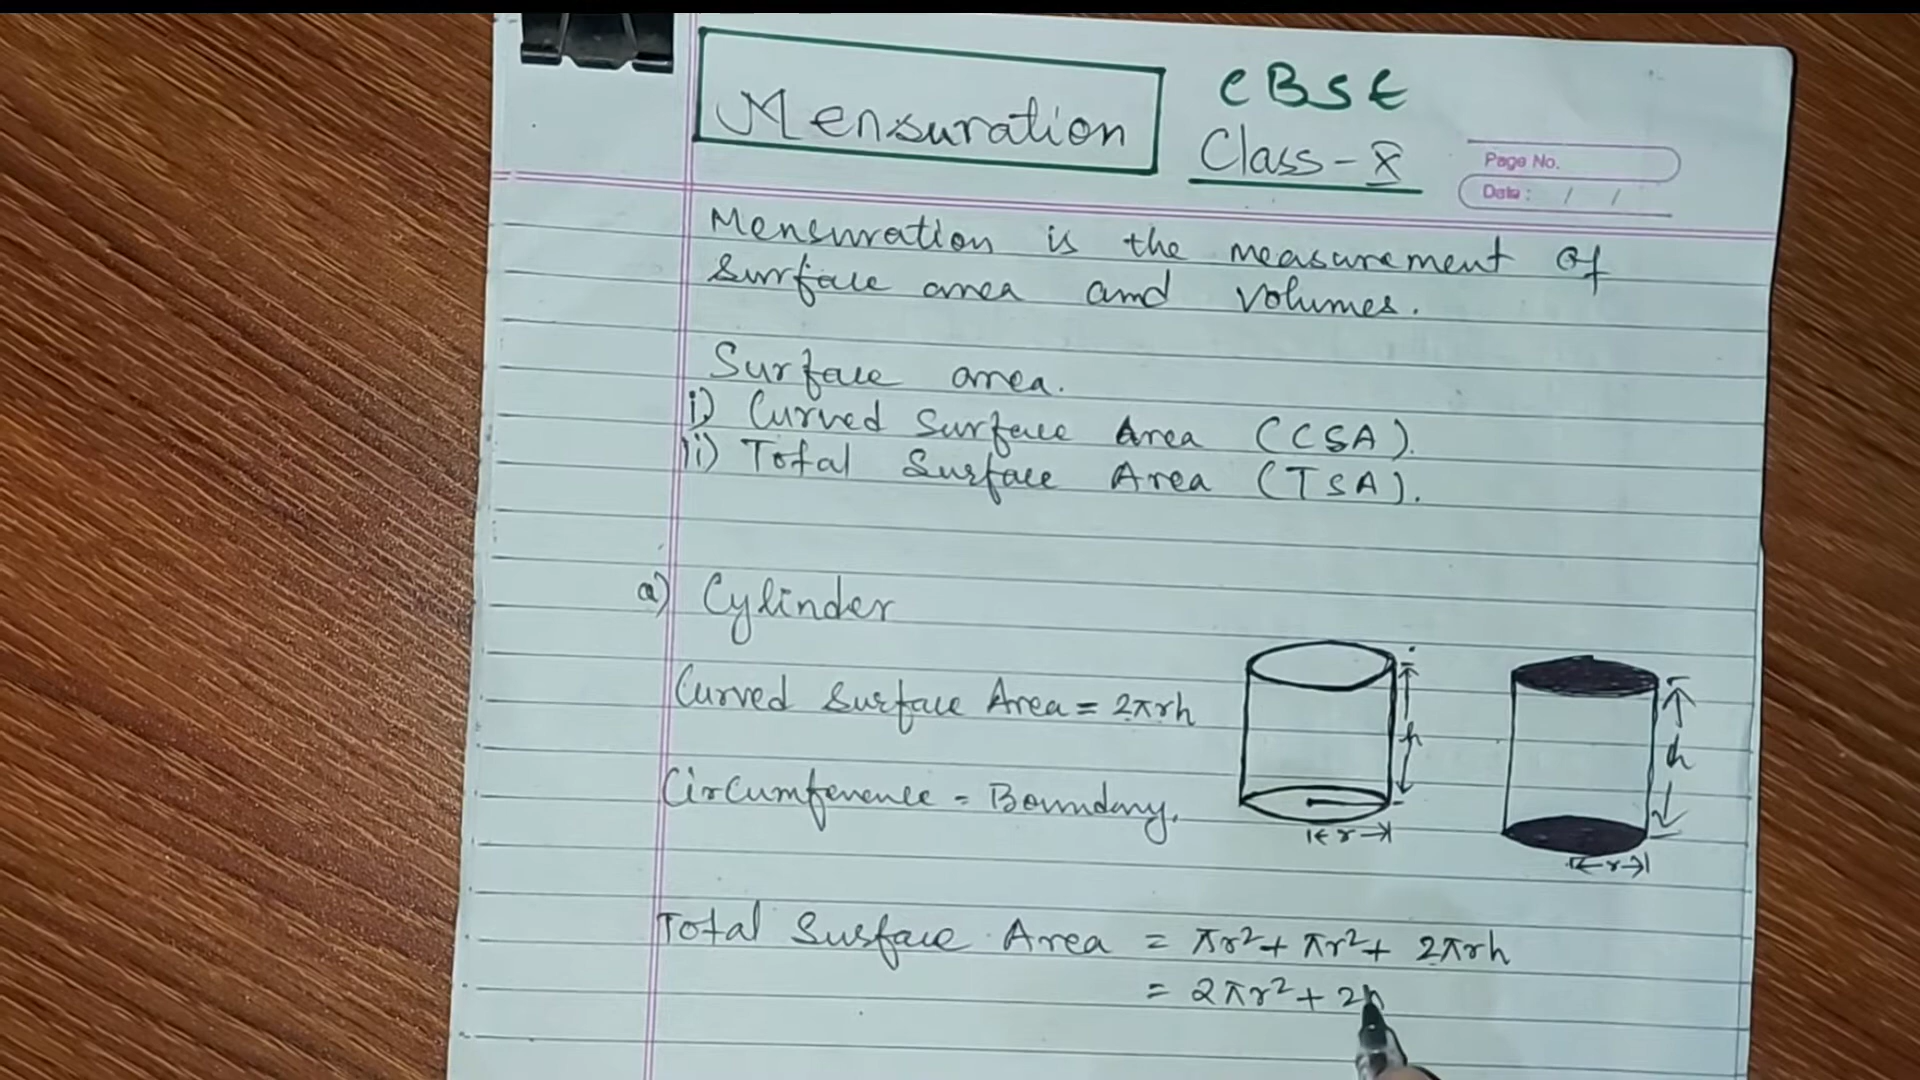 Mensuration
CBSE
Class-X
Page No.
Date: / /
Mensuration is the measurement of
surface area and volumes.
Surface area.
i) Curved Surface Area (CSA).
ii) Total Surface Area (TSA).
a) Cylinder
Curved Surface Area = 2πrh
h
h
Circumference = Boundary.
r
r
Total Surface Area = πr²+ πr²+ 2πrh
= 2πr²+ 2